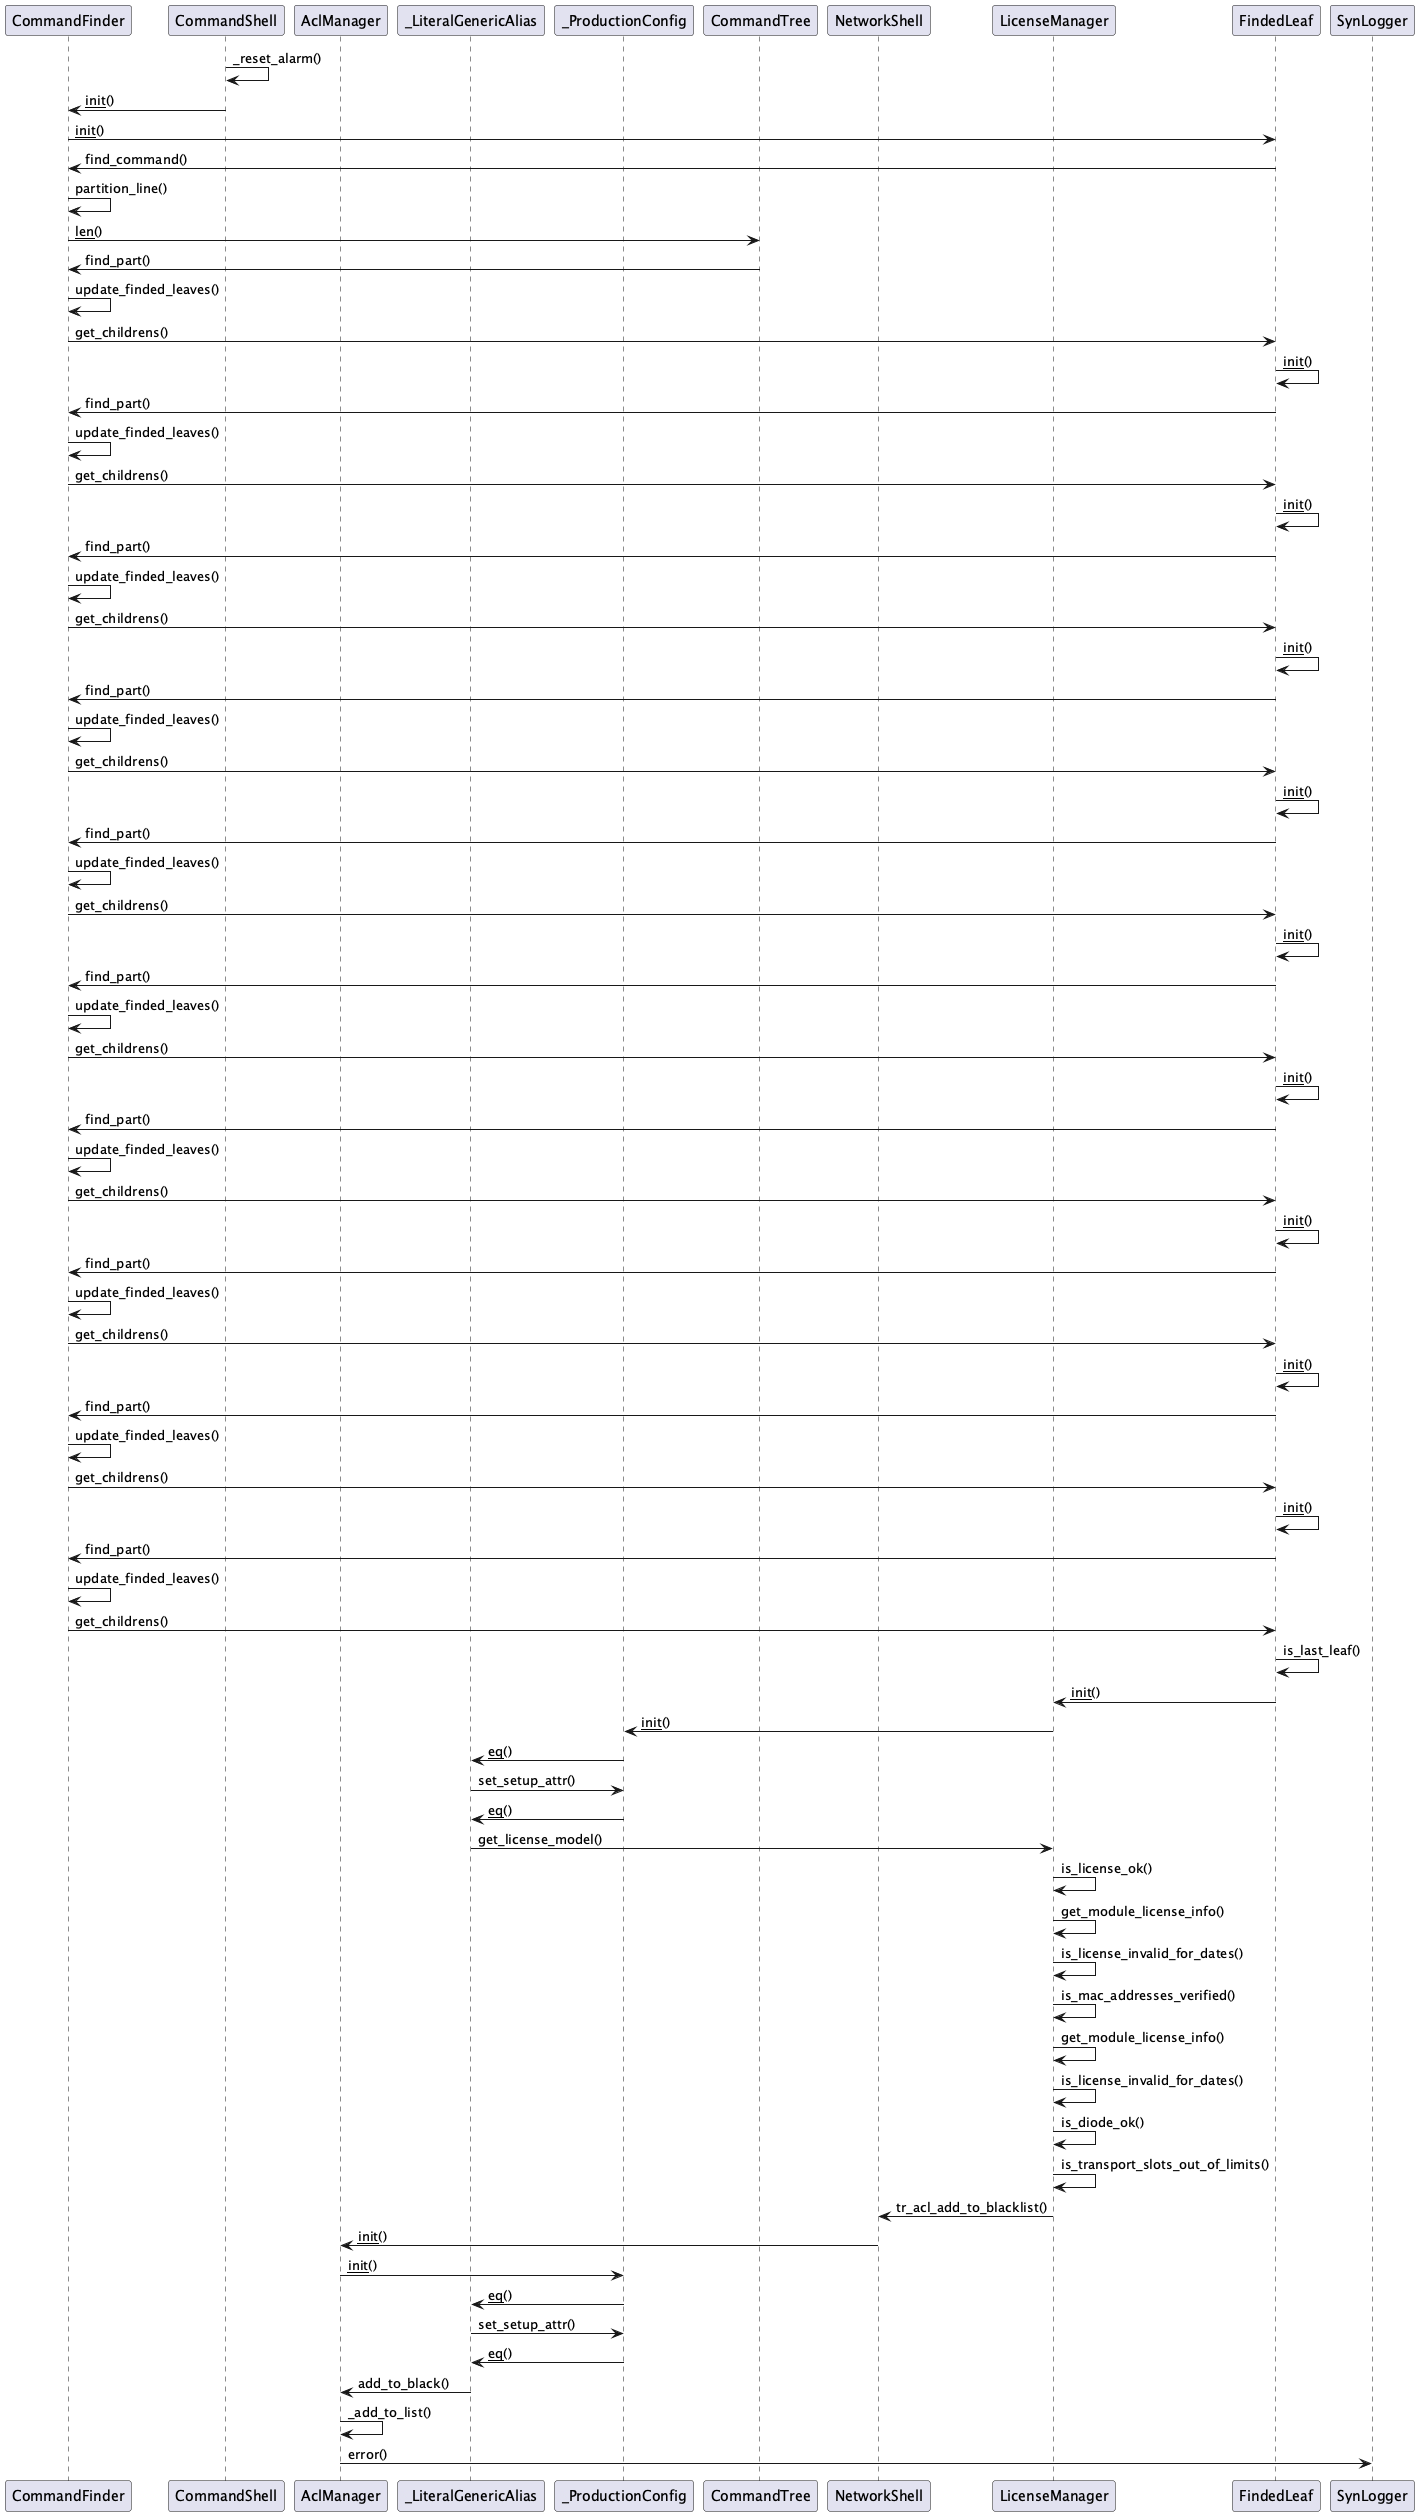 CommandFinder CommandShell AclManager _LiteralGenericAlias _ProductionConfig CommandTree NetworkShell LicenseManager FindedLeaf SynLogger
_reset_alarm()
init()
init()
find_command()
partition_line()
len()
find_part()
update_finded_leaves()
get_childrens()
init()
find_part()
update_finded_leaves()
get_childrens()
init()
find_part()
update_finded_leaves()
get_childrens()
init()
find_part()
update_finded_leaves()
get_childrens()
init()
find_part()
update_finded_leaves()
get_childrens()
init()
find_part()
update_finded_leaves()
get_childrens()
init()
find_part()
update_finded_leaves()
get_childrens()
init()
find_part()
update_finded_leaves()
get_childrens()
init()
find_part()
update_finded_leaves()
get_childrens()
init()
find_part()
update_finded_leaves()
get_childrens()
is_last_leaf()
init()
init()
eq()
set_setup_attr()
eq()
get_license_model()
is_license_ok()
get_module_license_info()
is_license_invalid_for_dates()
is_mac_addresses_verified()
get_module_license_info()
is_license_invalid_for_dates()
is_diode_ok()
is_transport_slots_out_of_limits()
tr_acl_add_to_blacklist()
init()
init()
eq()
set_setup_attr()
eq()
add_to_black()
_add_to_list()
error()
CommandFinder CommandShell AclManager _LiteralGenericAlias _ProductionConfig CommandTree NetworkShell LicenseManager FindedLeaf SynLogger